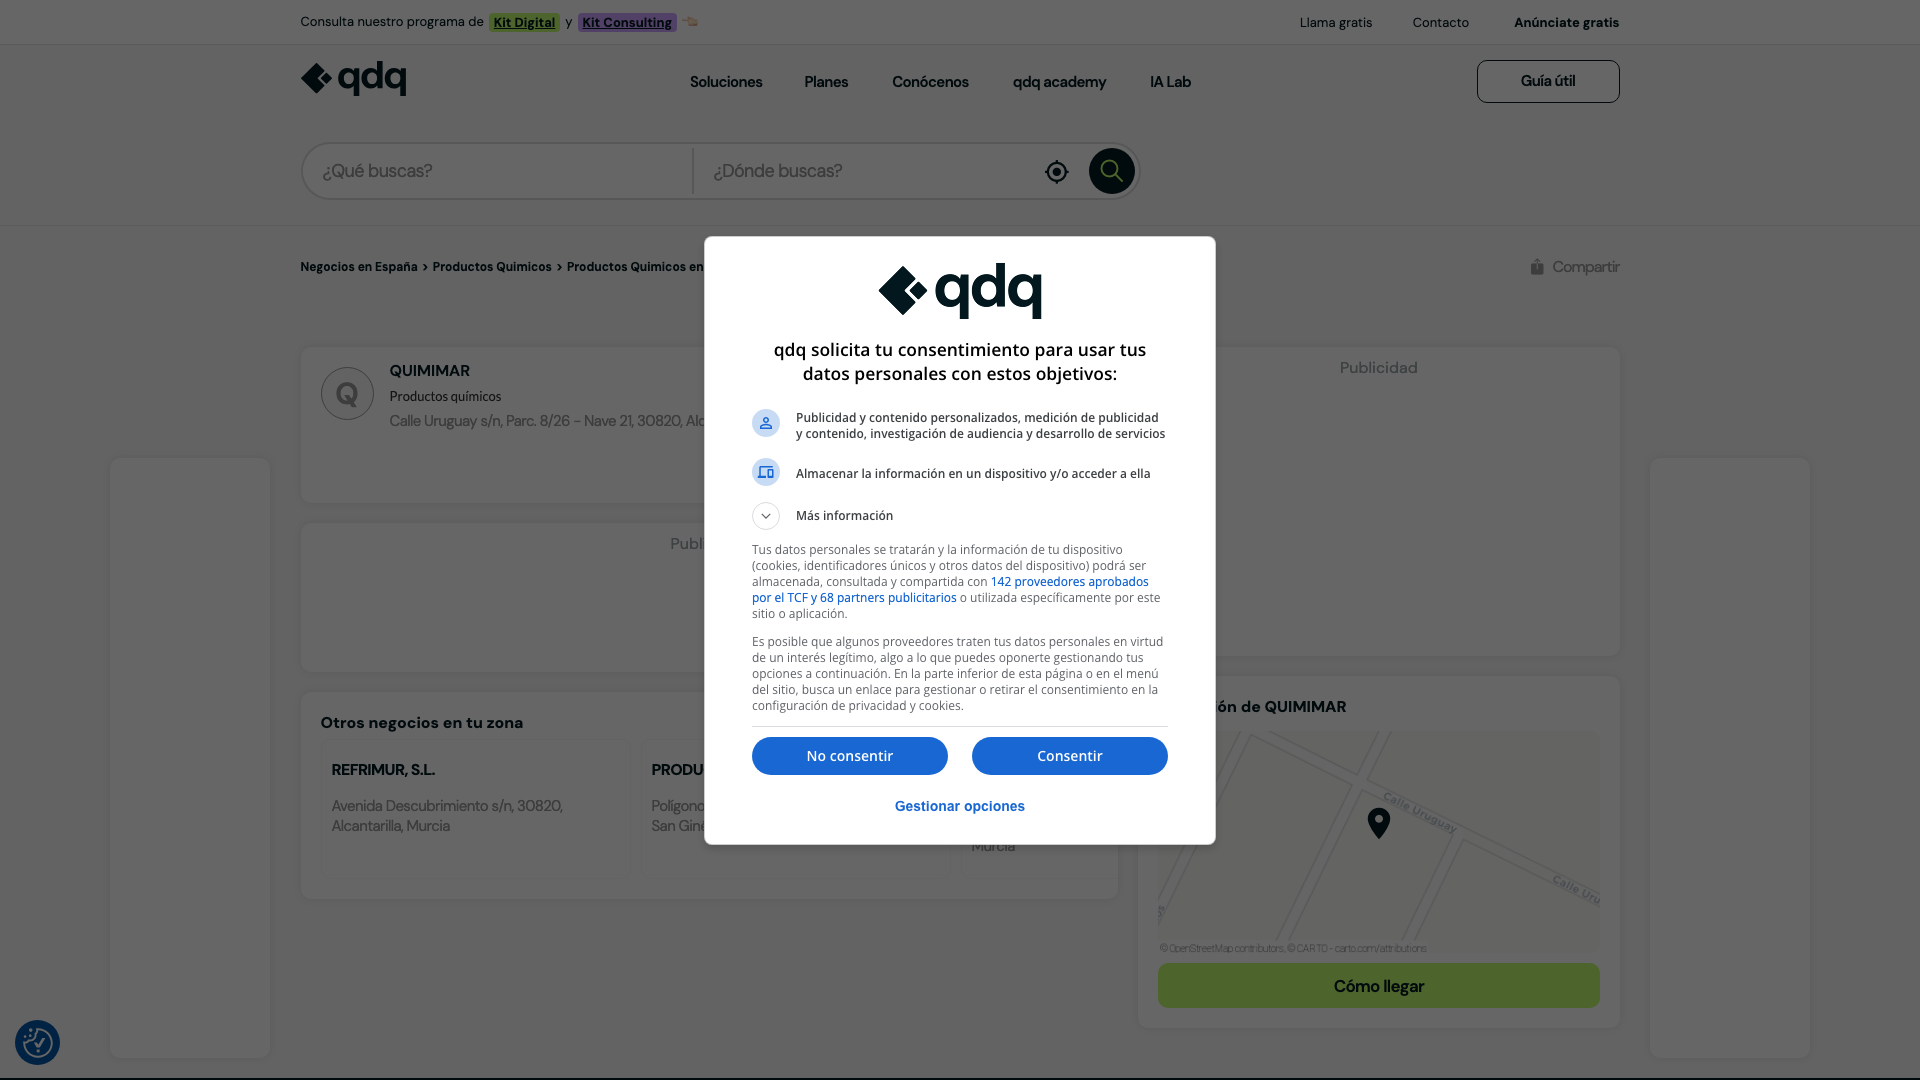 Consulta nuestro programa de Kit Digital y Kit Consulting
Llama gratis
Contacto
Anúnciate gratis
qdq
Soluciones
Planes
Conócenos
qdq academy
IA Lab
Guía útil
¿Qué buscas?
¿Dónde buscas?
Negocios en España > Productos Quimicos > Productos Quimicos en
Compartir
qdq
qdq solicita tu consentimiento para usar tus
datos personales con estos objetivos:
Publicidad y contenido personalizados, medición de publicidad
y contenido, investigación de audiencia y desarrollo de servicios
Almacenar la información en un dispositivo y/o acceder a ella
Más información
Tus datos personales se tratarán y la información de tu dispositivo
(cookies, identificadores únicos y otros datos del dispositivo) podrá ser
almacenada, consultada y compartida con 142 proveedores aprobados
por el TCF y 68 partners publicitarios o utilizada específicamente por este
sitio o aplicación.
Es posible que algunos proveedores traten tus datos personales en virtud
de un interés legítimo, algo a lo que puedes oponerte gestionando tus
opciones a continuación. En la parte inferior de esta página o en el menú
del sitio, busca un enlace para gestionar o retirar el consentimiento en la
configuración de privacidad y cookies.
No consentir
Consentir
Gestionar opciones
Q
QUIMIMAR
Productos químicos
Calle Uruguay s/n, Parc. 8/26 - Nave 21, 30820,
Publicidad
Otros negocios en tu zona
REFRIMUR, S.L.
Avenida Descubrimiento s/n, 30820,
Alcantarilla, Murcia
Polígono
San
Murcia
de QUIMIMAR
Calle Uruguay
Calle
© OpenStreetMap contributors, © CARTO - carto.com/attributions
Cómo llegar